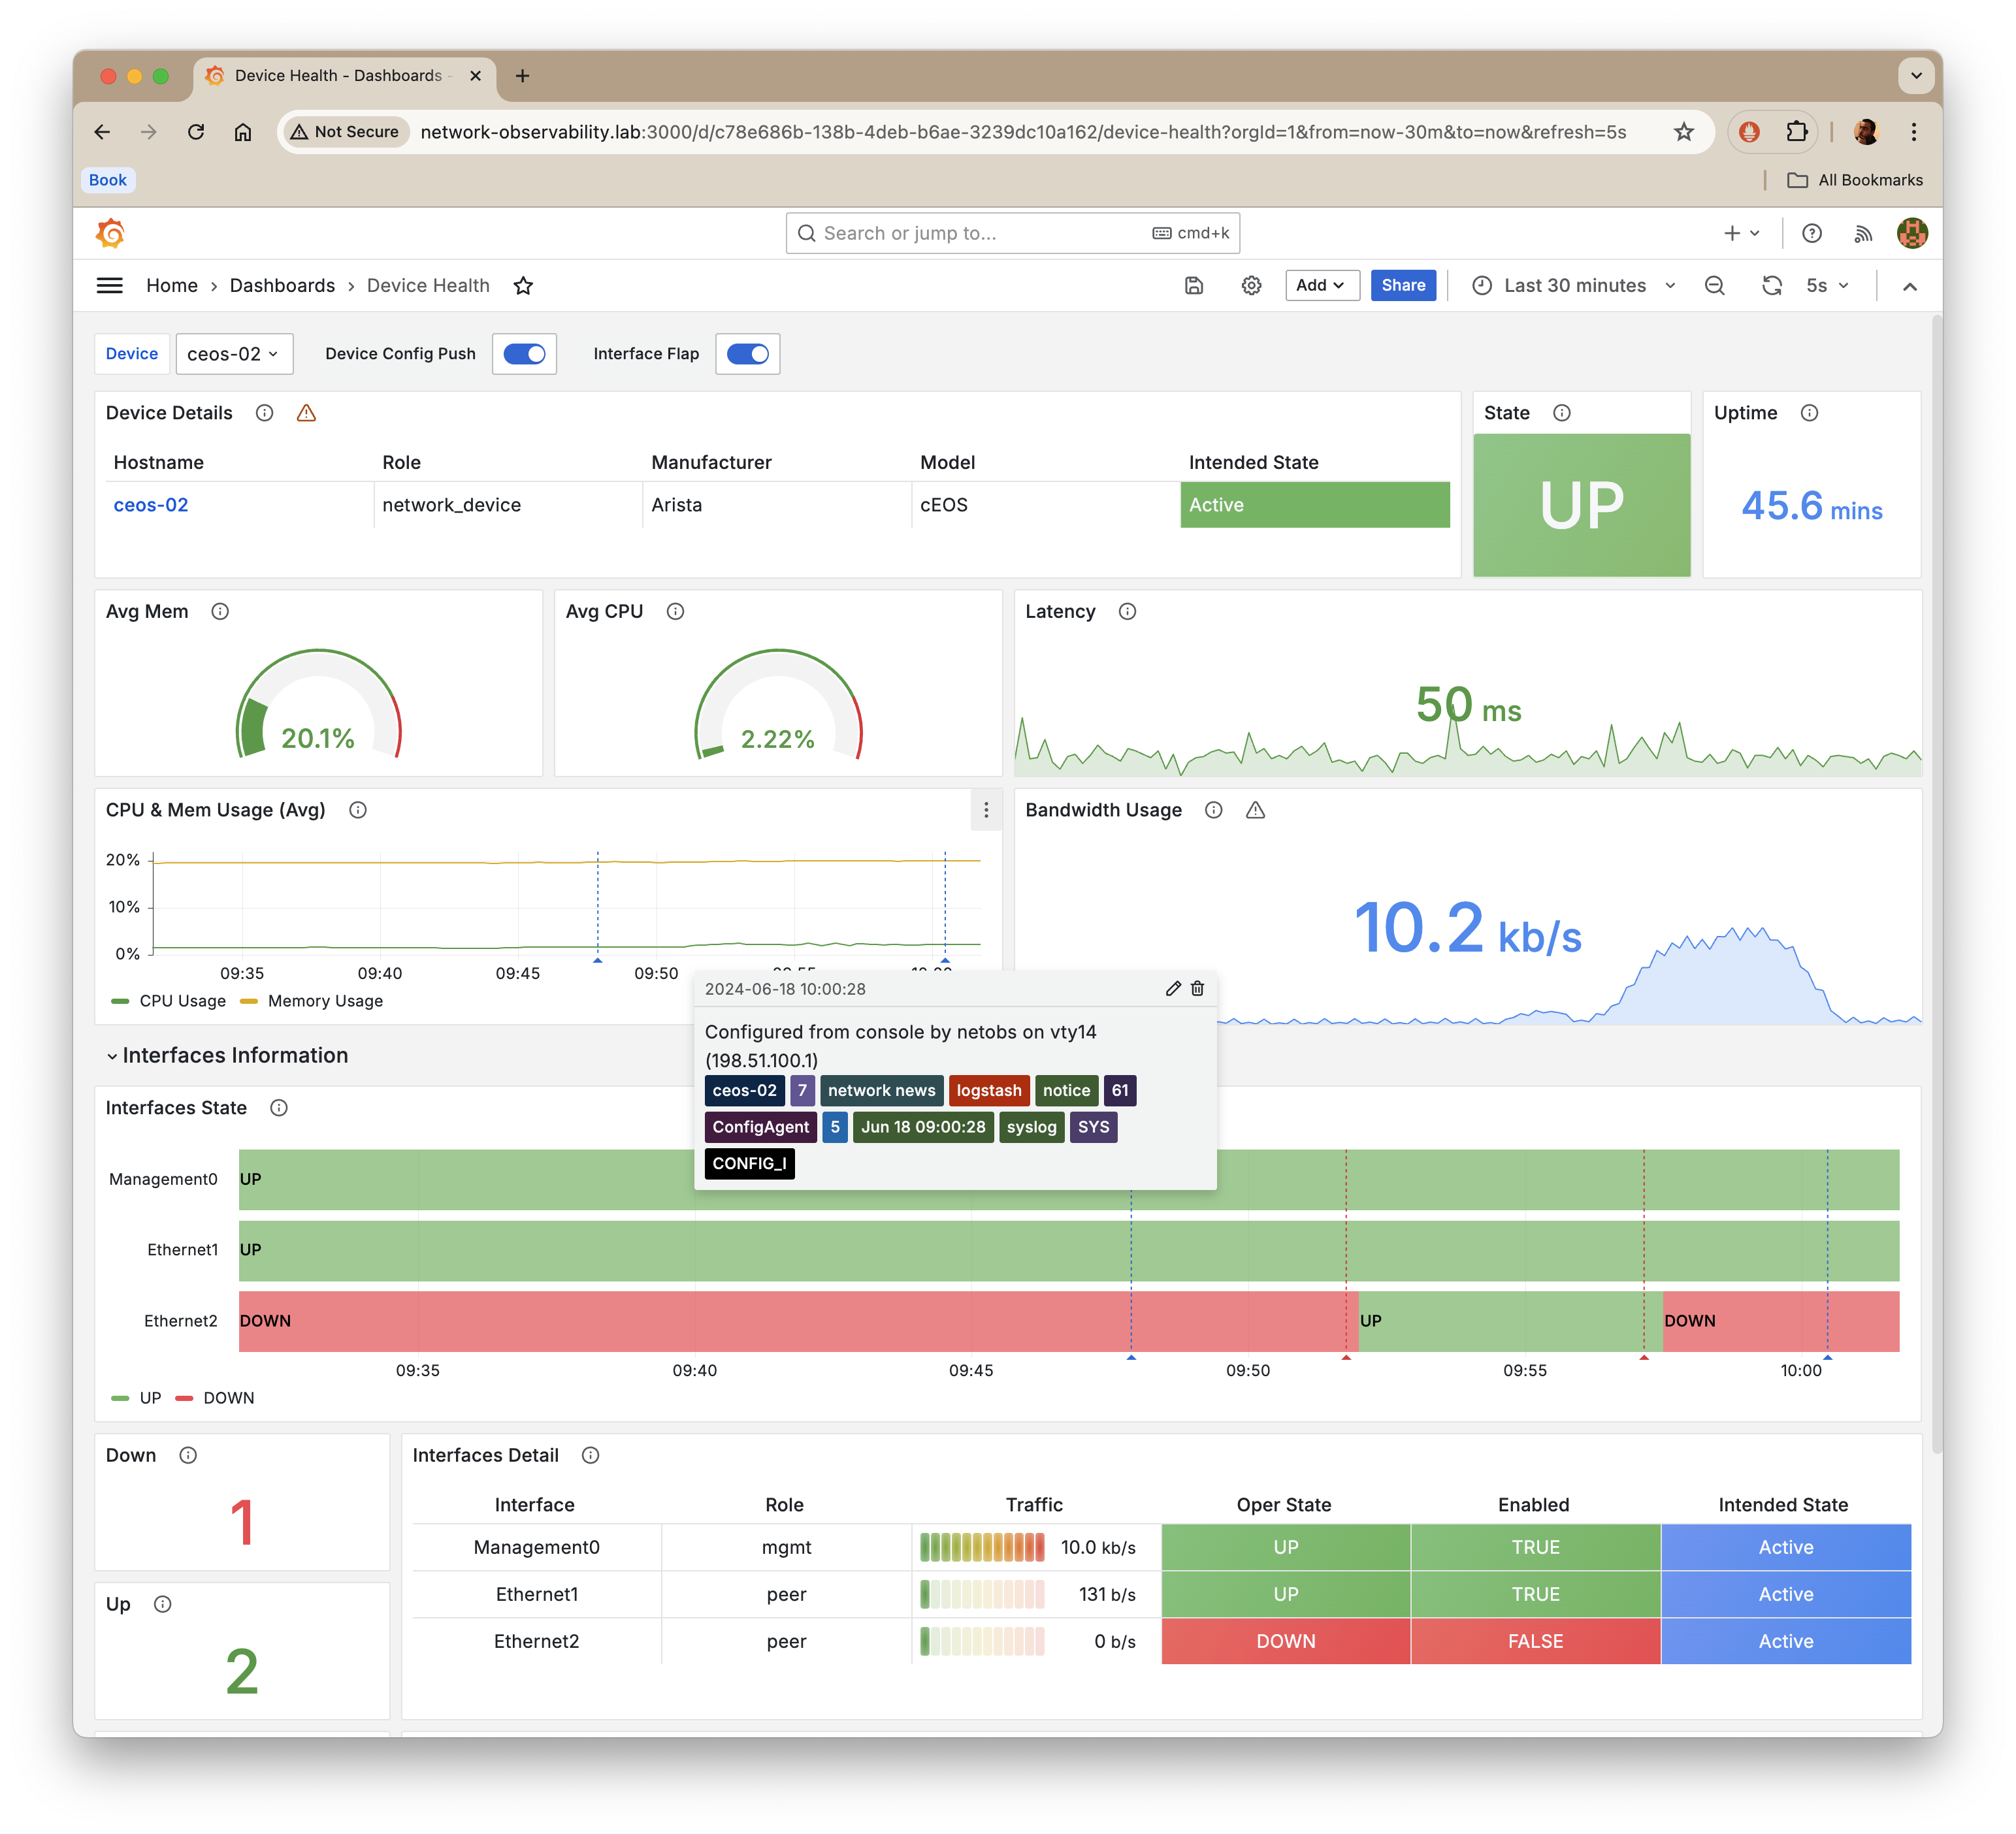 Device Health - Dashboards -
Not Secure
network-observability.lab:3000/d/c78e686b-138b-4deb-b6ae-3239dc10a162/device-health?orgId=1&from=now-30m&to=now&refresh=5s
Book
All Bookmarks
Search or jump to...
cmd+k
Home › Dashboards › Device Health
Add
Share
Last 30 minutes
5s
Device
ceos-02
Device Config Push
Interface Flap
Device Details
Hostname Role Manufacturer Model Intended State
ceos-02 network_device Arista cEOS Active
State
UP
Uptime
45.6 mins
Avg Mem
20.1%
Avg CPU
2.22%
Latency
50 ms
CPU & Mem Usage (Avg)
20%
10%
0%
09:35 09:40 09:45 09:50
CPU Usage Memory Usage
Bandwidth Usage
10.2 kb/s
2024-06-18 10:00:28
Configured from console by netobs on vty14
(198.51.100.1)
ceos-02 7 network news logstash notice 61
ConfigAgent 5 Jun 18 09:00:28 syslog SYS
CONFIG_I
Interfaces Information
Interfaces State
Management0 UP
Ethernet1 UP
Ethernet2 DOWN UP DOWN
09:35 09:40 09:45 09:50 09:55 10:00
UP DOWN
Down
1
Up
2
Interfaces Detail
Interface Role Traffic Oper State Enabled Intended State
Management0 mgmt 10.0 kb/s UP TRUE Active
Ethernet1 peer 131 b/s UP TRUE Active
Ethernet2 peer 0 b/s DOWN FALSE Active